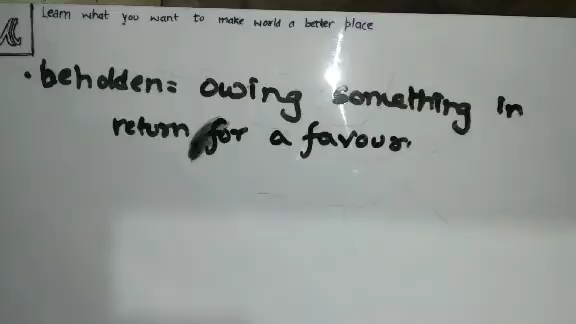 Learn what you want to make world a better place
• beholden: owing something in
return for a favour.